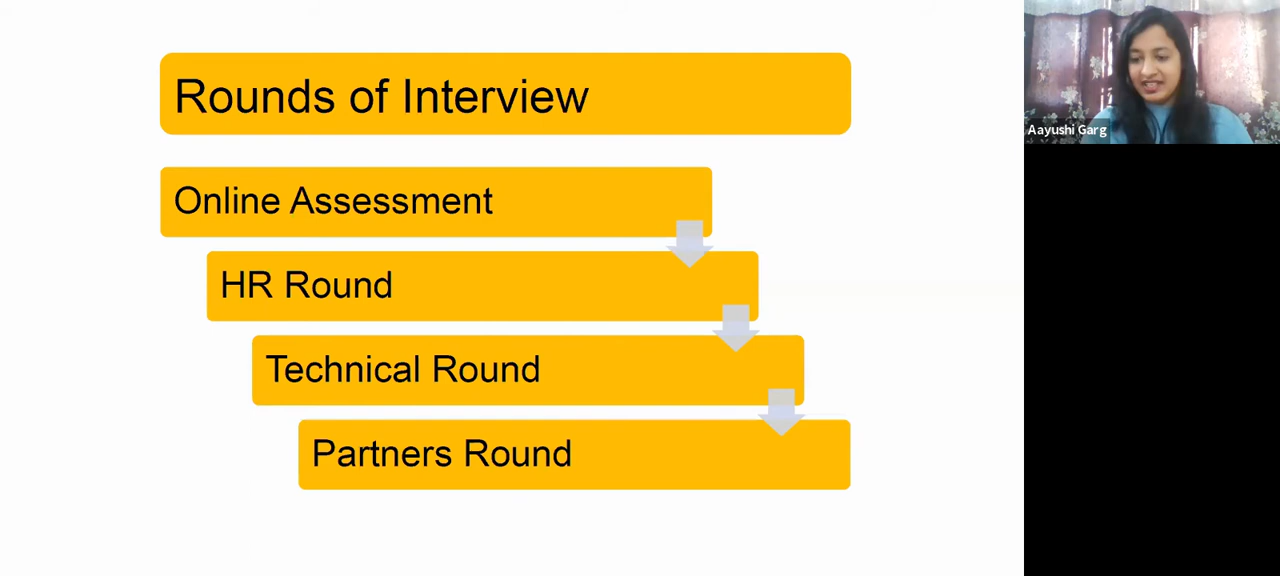 Rounds of Interview
Online Assessment
HR Round
Technical Round
Partners Round
Aayushi Garg